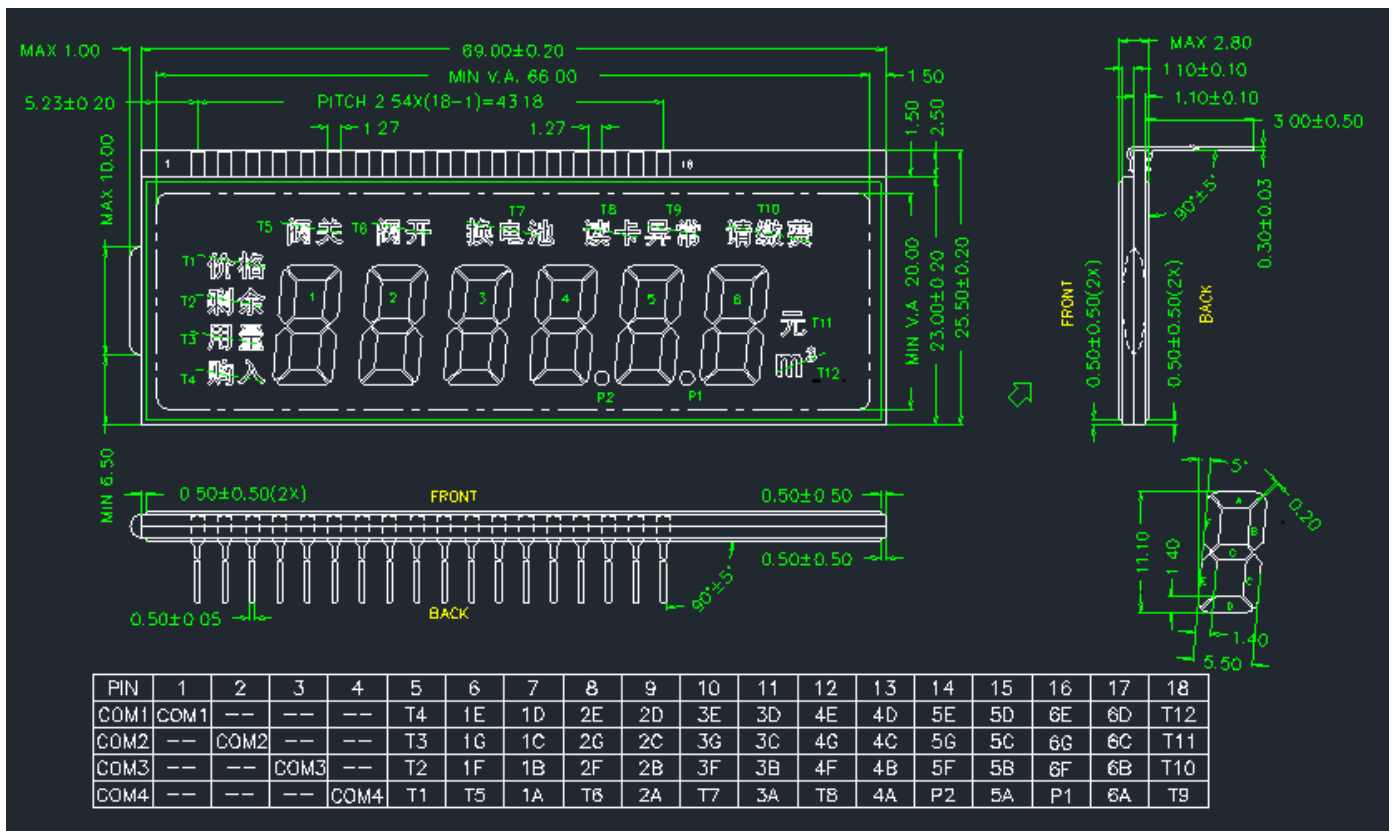 MAX 1.00
69.00±0.20
MAX 2.80
MIN V.A. 66 00
1 50
1 10±0.10
5.23±0 20
PITCH 2 54X(18-1)=43 18
1.10±0.10
1.27
1.27
1.50
2.50
3 00±0.50
1
18
MAX 10.00
90°±5°
0.30±0.03
T5 阀关 T6 阀开 T7 换电池 T8 读卡异常 T9 请缴费 T10
T1 价格
T2 剩余
T3 用量
T4 购入
1 2 3 4 5 6
元 T11
m³ T12
P2 P1
MIN V.A 20.00
23.00±0 20
25.50±0.20
FRONT
BACK
0.50±0.50(2X)
0.50±0.50(2X)
MIN 6.50
0 50±0.50(2X)
FRONT
0.50±0 50
0.50±0.50
90°±5°
0.50±0 05
BACK
5°
0.20
A
B
C
D
11.10
1.40
1.40
5.50
PIN 1 2 3 4 5 6 7 8 9 10 11 12 13 14 15 16 17 18
COM1 COM1 -- -- -- T4 1E 1D 2E 2D 3E 3D 4E 4D 5E 5D 6E 6D T12
COM2 -- COM2 -- -- T3 1G 1C 2G 2C 3G 3C 4G 4C 5G 5C 6G 6C T11
COM3 -- -- COM3 -- T2 1F 1B 2F 2B 3F 3B 4F 4B 5F 5B 6F 6B T10
COM4 -- -- -- COM4 T1 T5 1A T6 2A T7 3A T8 4A P2 5A P1 6A T9